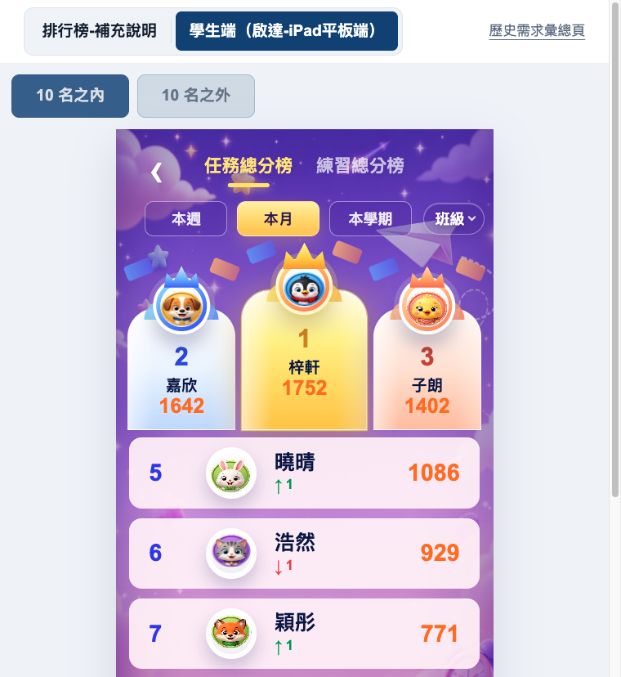 排行榜-補充說明
學生端（啟達-iPad平板端）
歷史需求彙總頁
10 名之內
10 名之外
任務總分榜
練習總分榜
本週
本月
本學期
班級
2
嘉欣
1642
1
梓軒
1752
3
子朗
1402
5
曉晴
↑1
1086
6
浩然
↓1
929
7
穎彤
↑1
771